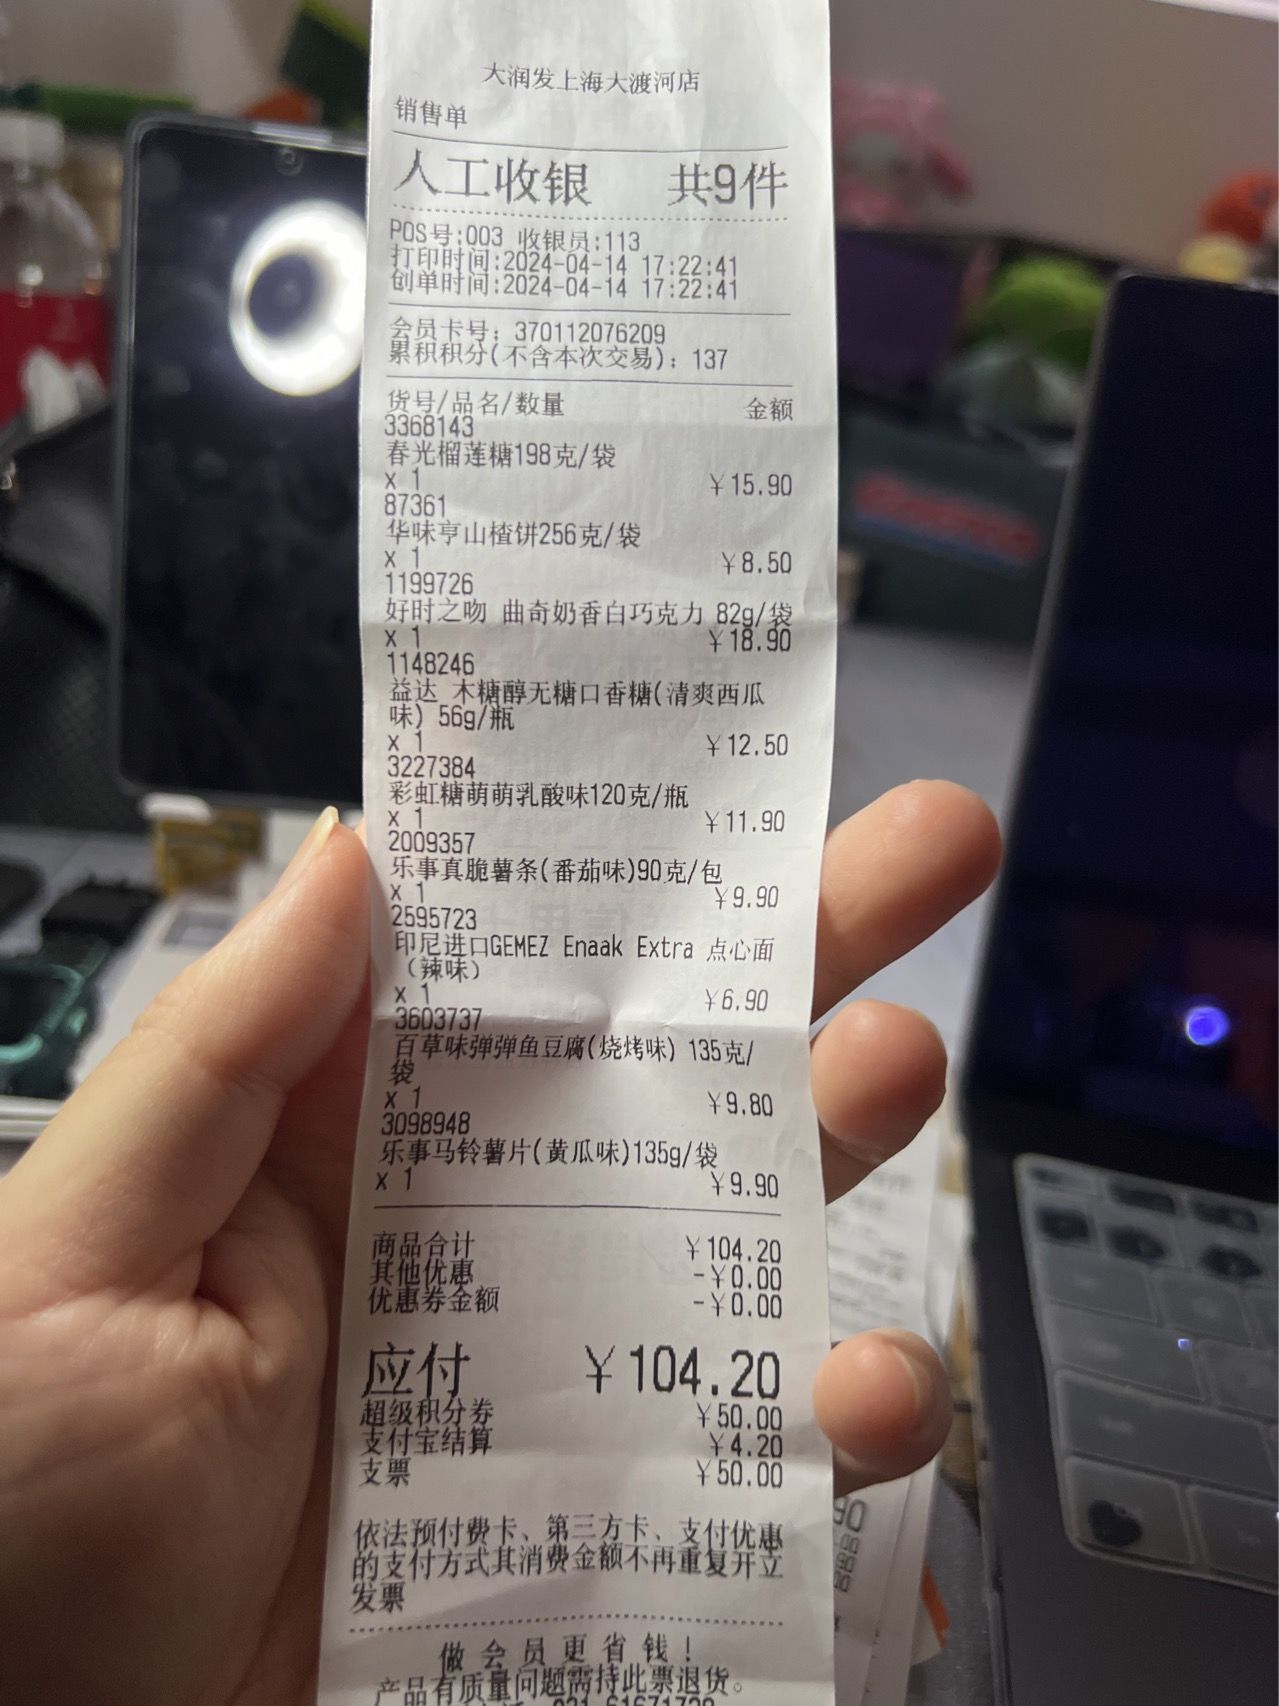 大润发上海大渡河店
销售单
人工收银 共9件
POS号:003 收银员:113
打印时间:2024-04-14 17:22:41
创单时间:2024-04-14 17:22:41
会员卡号: 370112076209
累积积分(不含本次交易): 137
货号/品名/数量 金额
3368143
春光榴莲糖198克/袋
x 1 ￥15.90
87361
华味亨山楂饼256克/袋
x 1 ￥8.50
1199726
好时之吻 曲奇奶香白巧克力 82g/袋
x 1 ￥18.90
1148246
益达 木糖醇无糖口香糖(清爽西瓜
味) 56g/瓶
x 1 ￥12.50
3227384
彩虹糖萌萌乳酸味120克/瓶
x 1 ￥11.90
2009357
乐事真脆薯条(番茄味)90克/包
x 1 ￥9.90
2595723
印尼进口GEMEZ Enaak Extra 点心面
（辣味）
x 1 ￥6.90
3603737
百草味弹弹鱼豆腐(烧烤味) 135克/
袋
x 1 ￥9.80
3098948
乐事马铃薯片(黄瓜味)135g/袋
x 1 ￥9.90
商品合计 ￥104.20
其他优惠 -￥0.00
优惠券金额 -￥0.00
应付 ￥104.20
超级积分券 ￥50.00
支付宝结算 ￥4.20
支票 ￥50.00
依法预付费卡、第三方卡、支付优惠
的支付方式其消费金额不再重复开立
发票
做会员更省钱！
产品有质量问题需持此票退货。